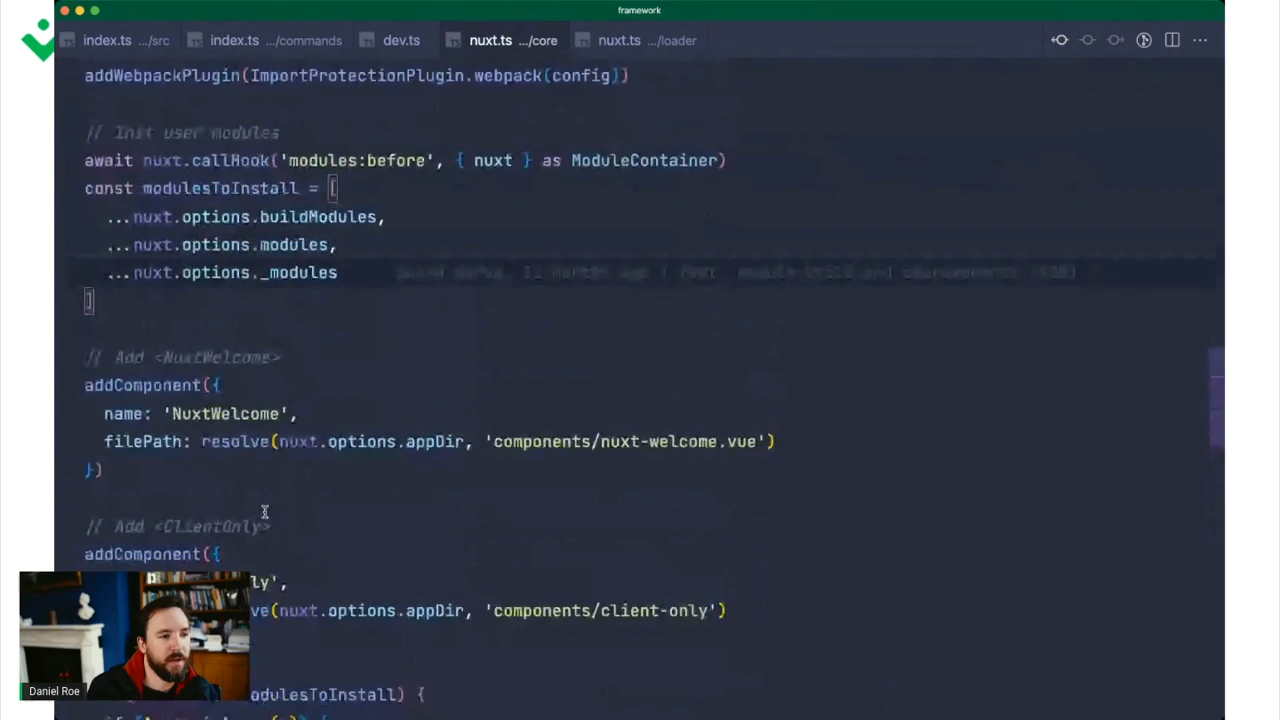 framework
index.ts .../src
index.ts .../commands
dev.ts
nuxt.ts .../core
nuxt.ts .../loader
addWebpackPlugin(ImportProtectionPlugin.webpack(config))
// Init user modules
await nuxt.callHook('modules:before', { nuxt } as ModuleContainer)
const modulesToInstall = [
...nuxt.options.buildModules,
...nuxt.options.modules,
...nuxt.options._modules
]
// Add <NuxtWelcome>
addComponent({
name: 'NuxtWelcome',
filePath: resolve(nuxt.options.appDir, 'components/nuxt-welcome.vue')
})
// Add <ClientOnly>
addComponent({
ly',
ve(nuxt.options.appDir, 'components/client-only')
odulesToInstall) {
Daniel Roe